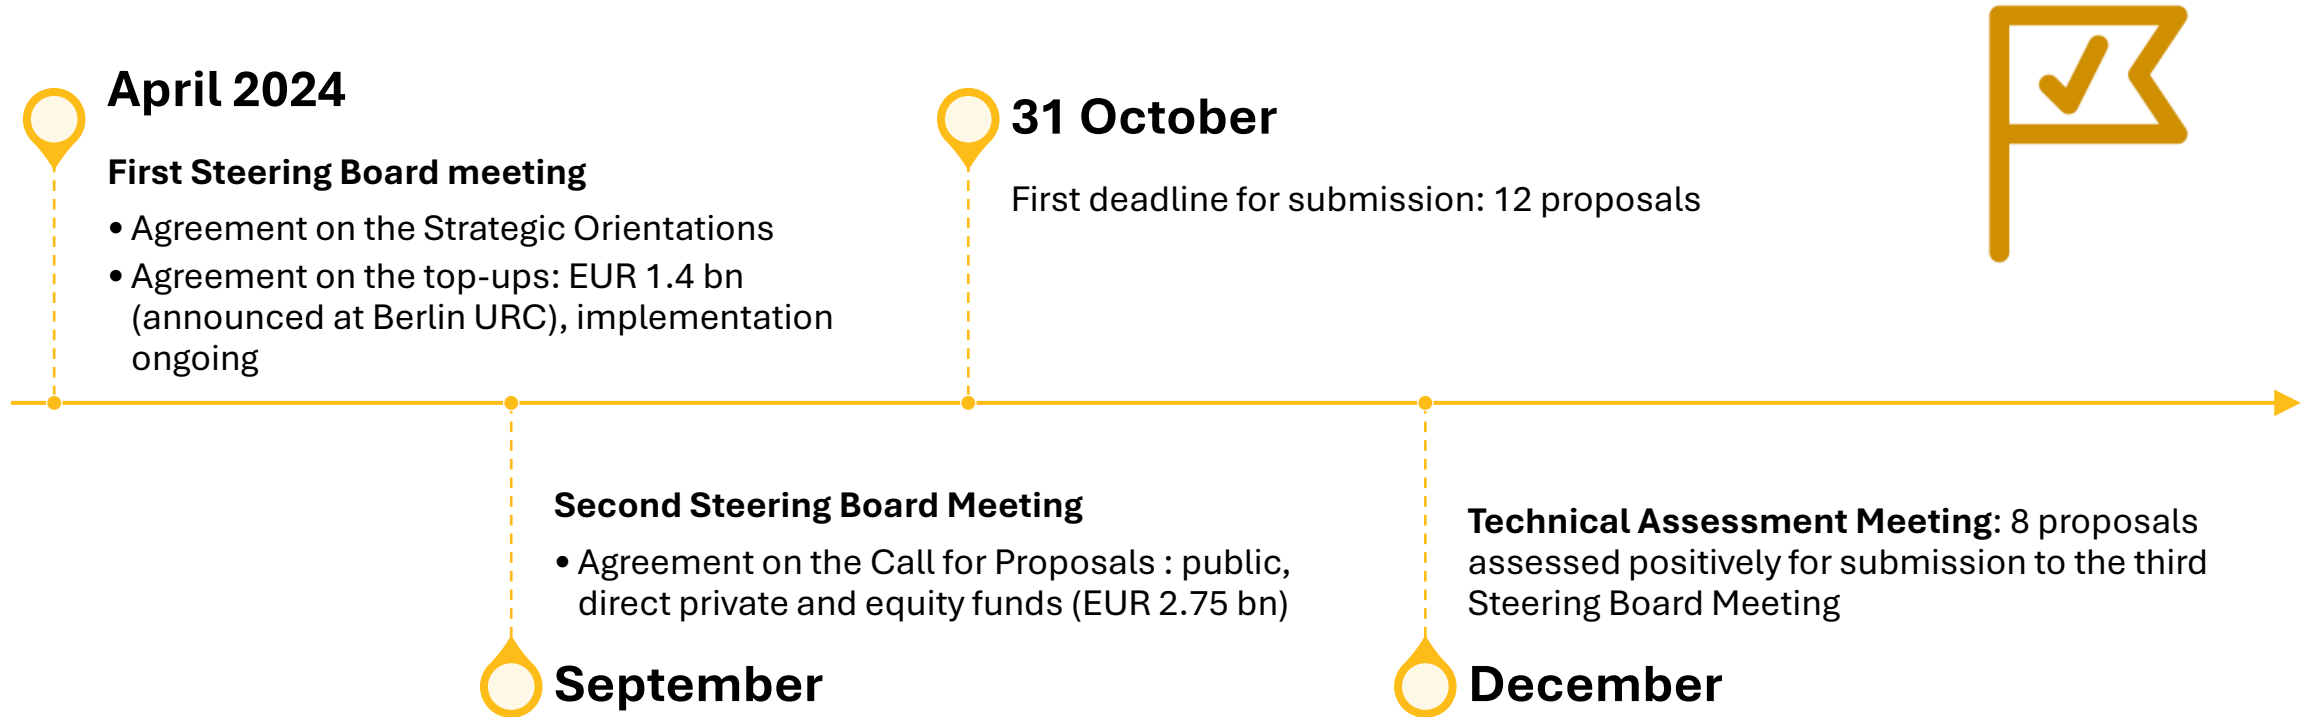 April 2024
First Steering Board meeting
• Agreement on the Strategic Orientations
• Agreement on the top-ups: EUR 1.4 bn
(announced at Berlin URC), implementation
ongoing
31 October
First deadline for submission: 12 proposals
Second Steering Board Meeting
• Agreement on the Call for Proposals : public,
direct private and equity funds (EUR 2.75 bn)
September
Technical Assessment Meeting: 8 proposals
assessed positively for submission to the third
Steering Board Meeting
December